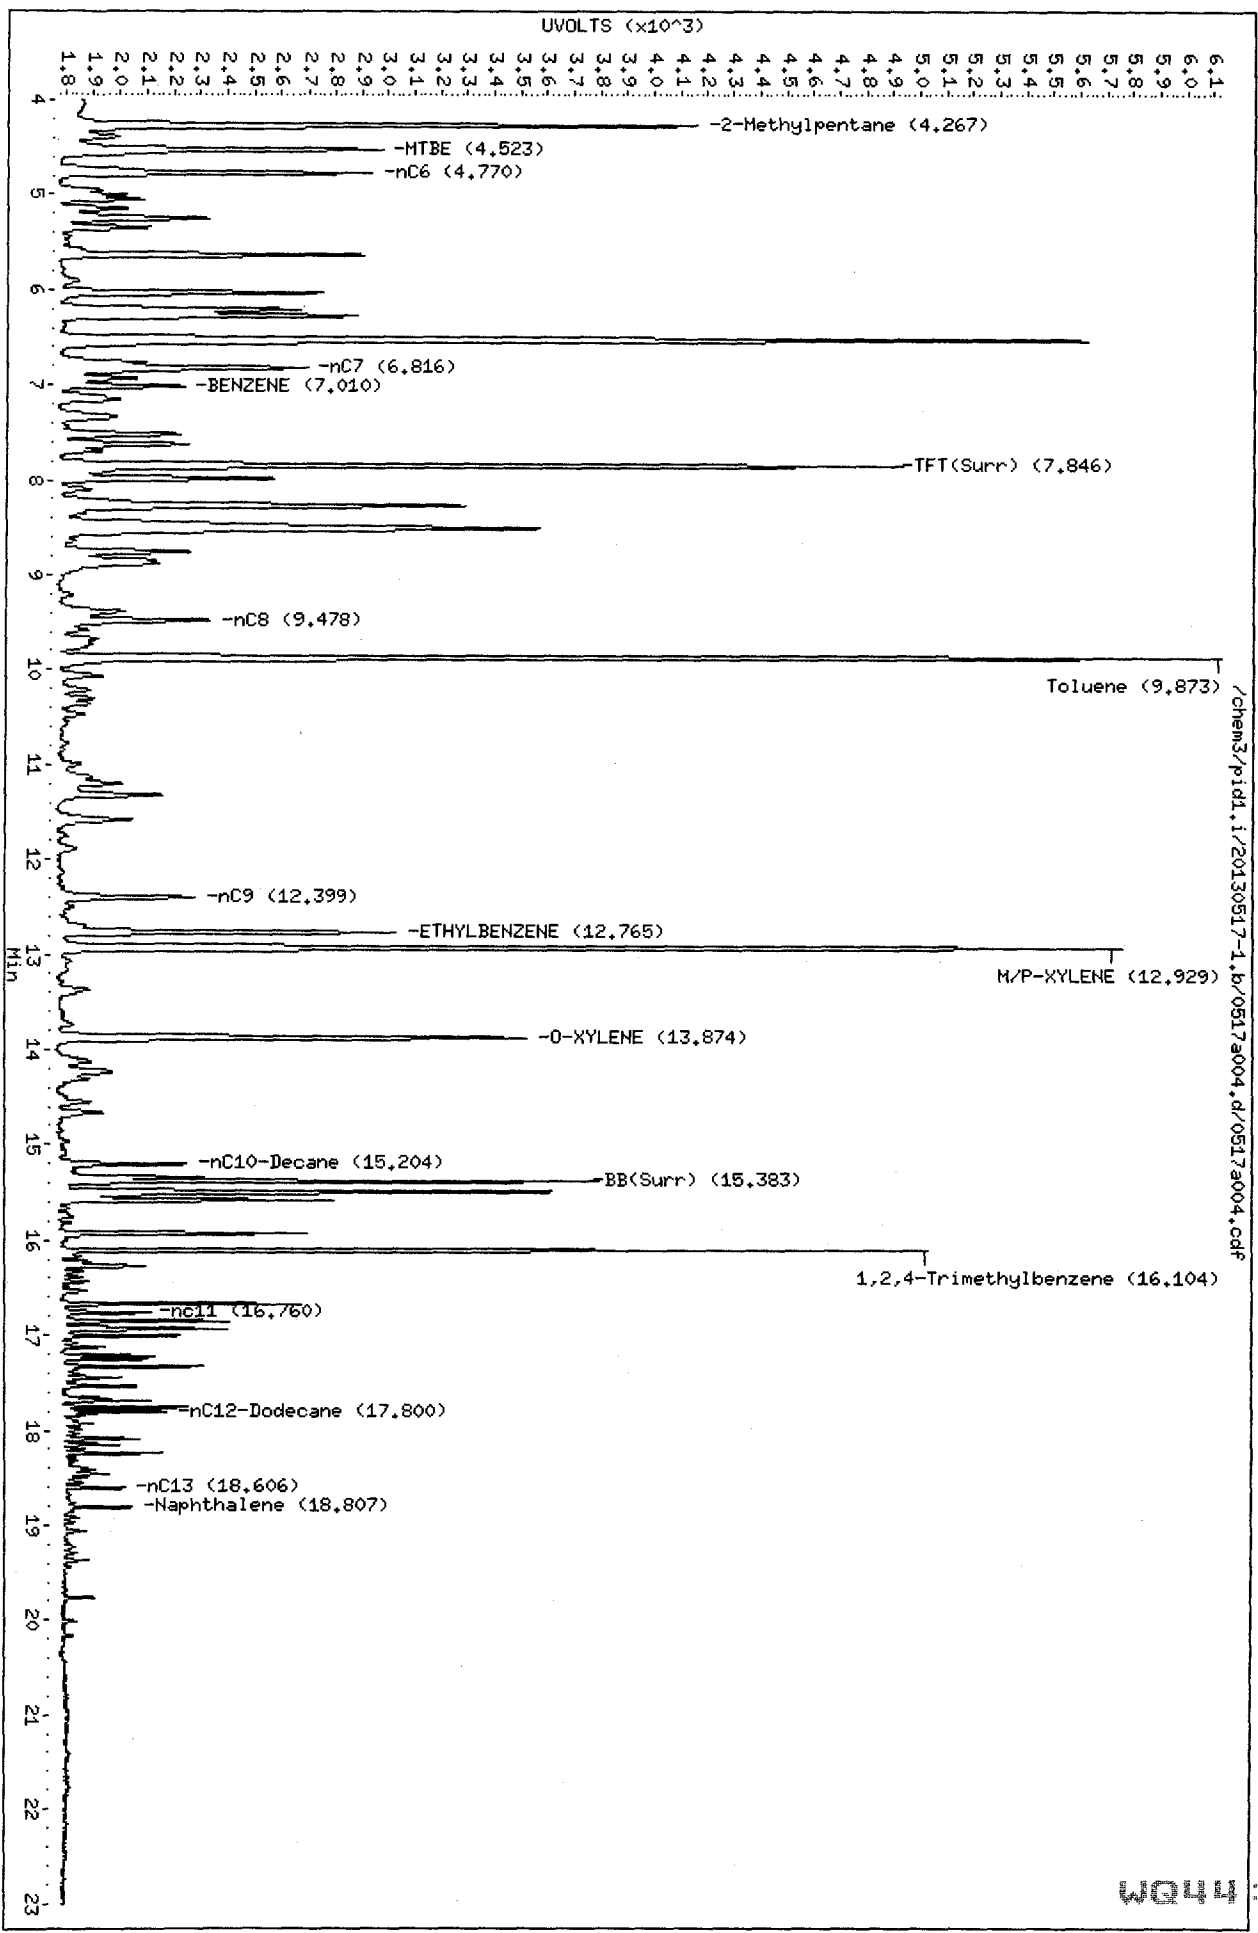 /chem3/pid1.i/20130517-1.b/0517a004.d/0517a004.cdf
UVOLTS (x10^3)
6.1
6.0
5.9
5.8
5.7
5.6
5.5
5.4
5.3
5.2
5.1
5.0
4.9
4.8
4.7
4.6
4.5
4.4
4.3
4.2
4.1
4.0
3.9
3.8
3.7
3.6
3.5
3.4
3.3
3.2
3.1
3.0
2.9
2.8
2.7
2.6
2.5
2.4
2.3
2.2
2.1
2.0
1.9
1.8
-2-Methylpentane (4.267)
-MTBE (4.523)
-nC6 (4.770)
-nC7 (6.816)
-BENZENE (7.010)
-TFT(Surr) (7.846)
-nC8 (9.478)
Toluene (9.873)
-nC9 (12.399)
-ETHYLBENZENE (12.765)
M/P-XYLENE (12.929)
-O-XYLENE (13.874)
-nC10-Decane (15.204)
-BB(Surr) (15.383)
1,2,4-Trimethylbenzene (16.104)
-nc11 (16.760)
-nC12-Dodecane (17.800)
-nC13 (18.606)
-Naphthalene (18.807)
4 5 6 7 8 9 10 11 12 13 14 15 16 17 18 19 20 21 22 23
Min